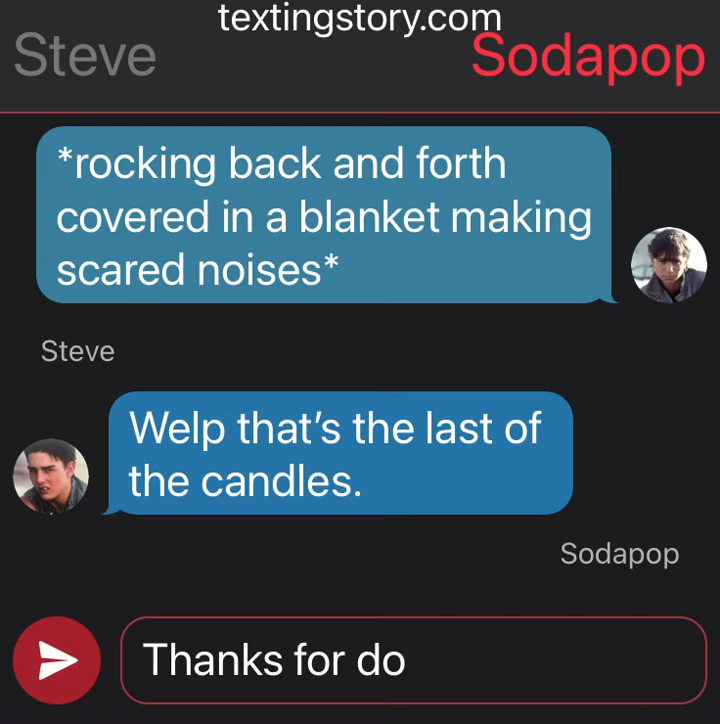 textingstory.com
Steve
Sodapop
*rocking back and forth
covered in a blanket making
scared noises*
Steve
Welp that’s the last of
the candles.
Sodapop
Thanks for do